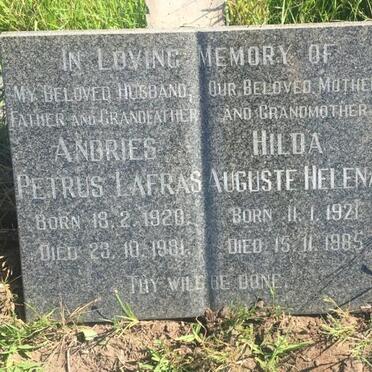 IN LOVING MEMORY OF
MY BELOVED HUSBAND, OUR BELOVED MOTHER
FATHER AND GRANDFATHER AND GRANDMOTHER
ANDRIES HILDA
PETRUS LAFRAS AUGUSTE HELENA
BORN 18.2.1920. BORN 11.1.1921
DIED 23.10.1981. DIED 15.11.1985
THY WILL BE DONE.